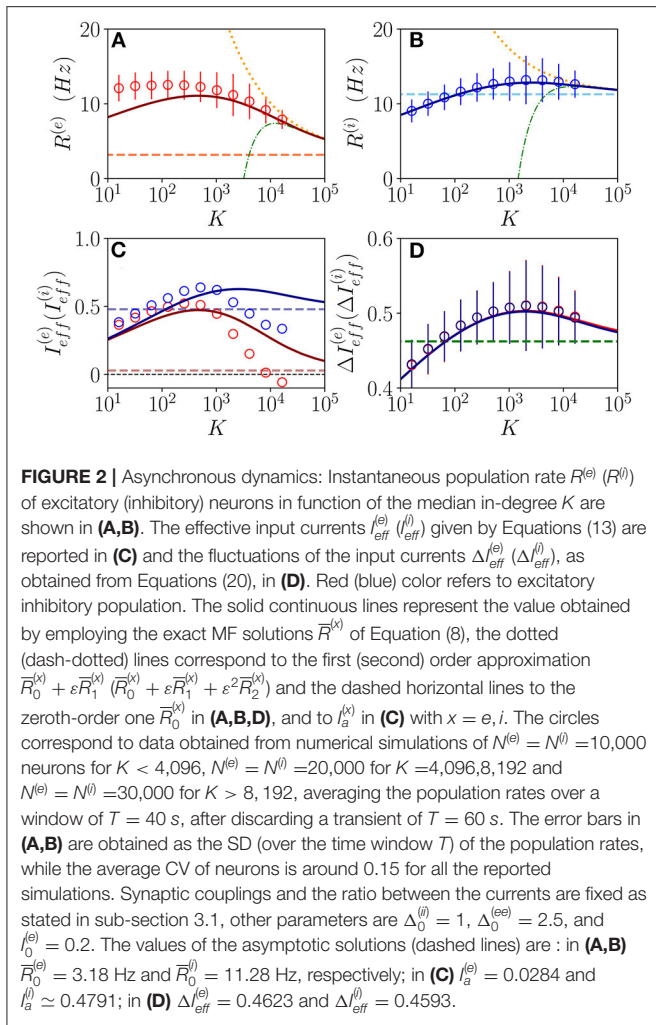 A
B
20
10
0
R^(e) (Hz)
10^1 10^2 10^3 10^4 10^5
K
20
10
0
R^(i) (Hz)
10^1 10^2 10^3 10^4 10^5
K
C
D
1.0
0.5
0
I_eff^(e)(I_eff^(i))
10^1 10^2 10^3 10^4 10^5
K
0.6
0.5
0.4
ΔI_eff^(e)(ΔI_eff^(i))
10^1 10^2 10^3 10^4 10^5
K
FIGURE 2 | Asynchronous dynamics: Instantaneous population rate R^(e) (R^(i))
of excitatory (inhibitory) neurons in function of the median in-degree K are
shown in (A,B). The effective input currents I_eff^(e) (I_eff^(i)) given by Equations (13) are
reported in (C) and the fluctuations of the input currents ΔI_eff^(e) (ΔI_eff^(i)), as
obtained from Equations (20), in (D). Red (blue) color refers to excitatory
inhibitory population. The solid continuous lines represent the value obtained
by employing the exact MF solutions R̅^(x) of Equation (8), the dotted
(dash-dotted) lines correspond to the first (second) order approximation
R̅_0^(x) + εR̅_1^(x) (R̅_0^(x) + εR̅_1^(x) + ε^2R̅_2^(x)) and the dashed horizontal lines to the
zeroth-order one R̅_0^(x) in (A,B,D), and to I_a^(x) in (C) with x = e, i. The circles
correspond to data obtained from numerical simulations of N^(e) = N^(i) =10,000
neurons for K < 4,096, N^(e) = N^(i) =20,000 for K =4,096,8,192 and
N^(e) = N^(i) =30,000 for K > 8, 192, averaging the population rates over a
window of T = 40 s, after discarding a transient of T = 60 s. The error bars in
(A,B) are obtained as the SD (over the time window T) of the population rates,
while the average CV of neurons is around 0.15 for all the reported
simulations. Synaptic couplings and the ratio between the currents are fixed as
stated in sub-section 3.1, other parameters are Δ_0^(ii) = 1, Δ_0^(ee) = 2.5, and
I_0^(e) = 0.2. The values of the asymptotic solutions (dashed lines) are : in (A,B)
R̅_0^(e) = 3.18 Hz and R̅_0^(i) = 11.28 Hz, respectively; in (C) I_a^(e) = 0.0284 and
I_a^(i) ≃ 0.4791; in (D) ΔI_eff^(e) = 0.4623 and ΔI_eff^(i) = 0.4593.